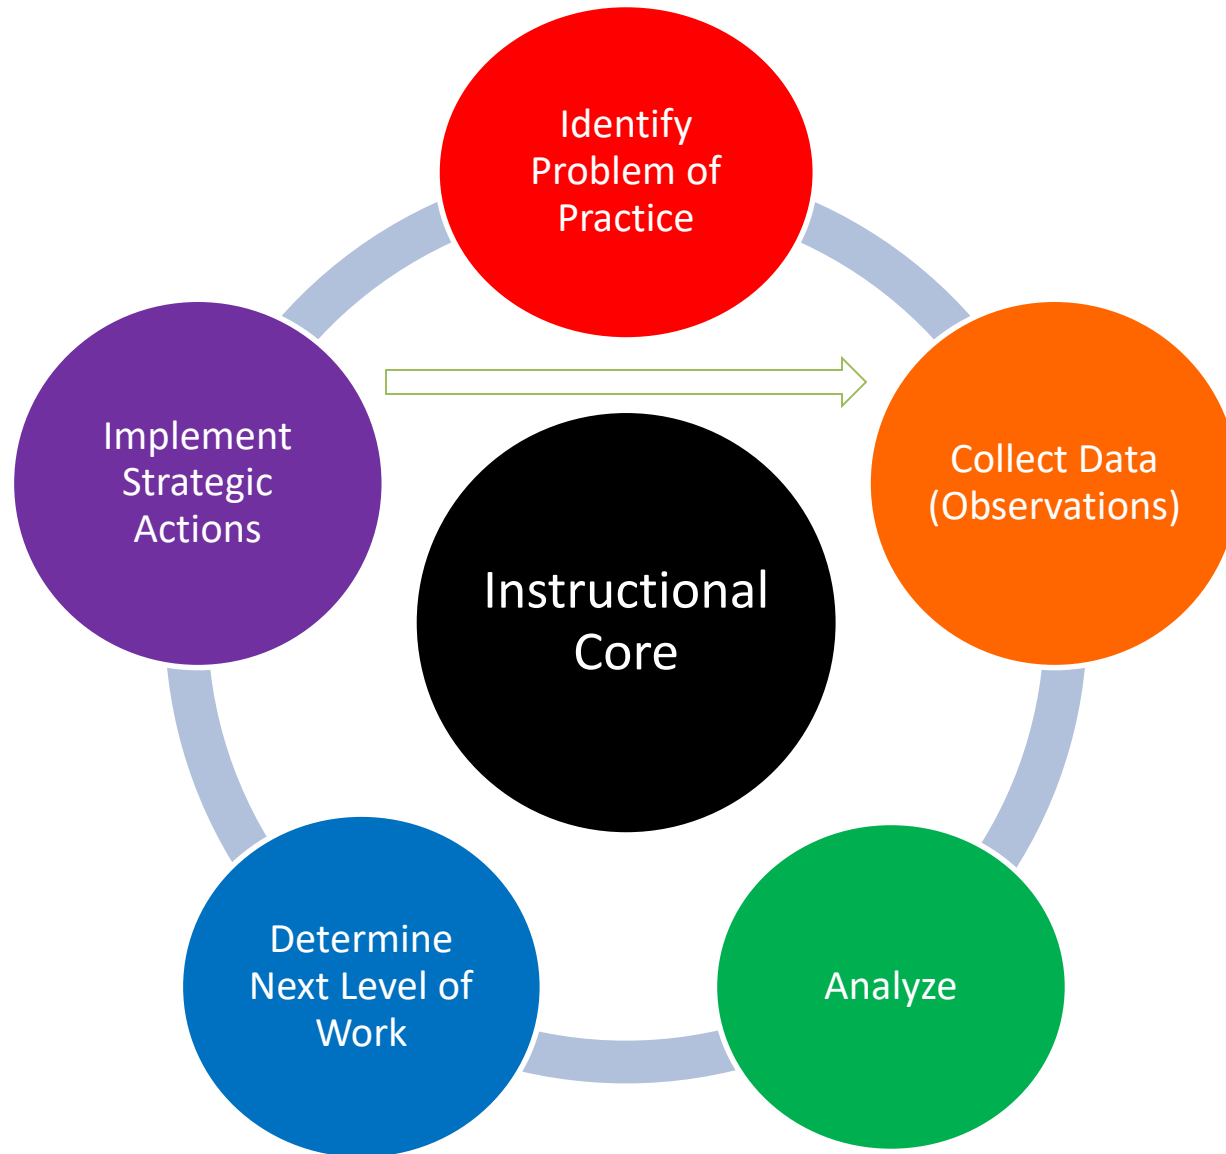 Identify
Problem of
Practice
Implement
Strategic
Actions
Collect Data
(Observations)
Instructional
Core
Determine
Next Level of
Work
Analyze